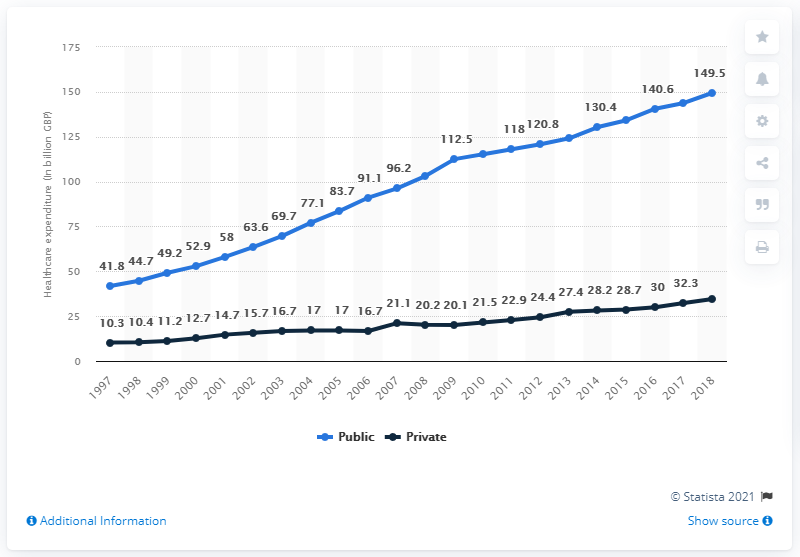 175
150
125
100
75
50
25
0
Healthcare expenditure (In billion GBP)
41.8 44.7 49.2 52.9 58 63.6 69.7 77.1 83.7 91.1 96.2 112.5 118 120.8 130.4 140.6 149.5
10.3 10.4 11.2 12.7 14.7 15.7 16.7 17 17 16.7 21.1 20.2 20.1 21.5 22.9 24.4 27.4 28.2 28.7 30 32.3
1997 1998 1999 2000 2001 2002 2003 2004 2005 2006 2007 2008 2009 2010 2011 2012 2013 2014 2015 2016 2017 2018
Public Private
© Statista 2021
Additional Information
Show source